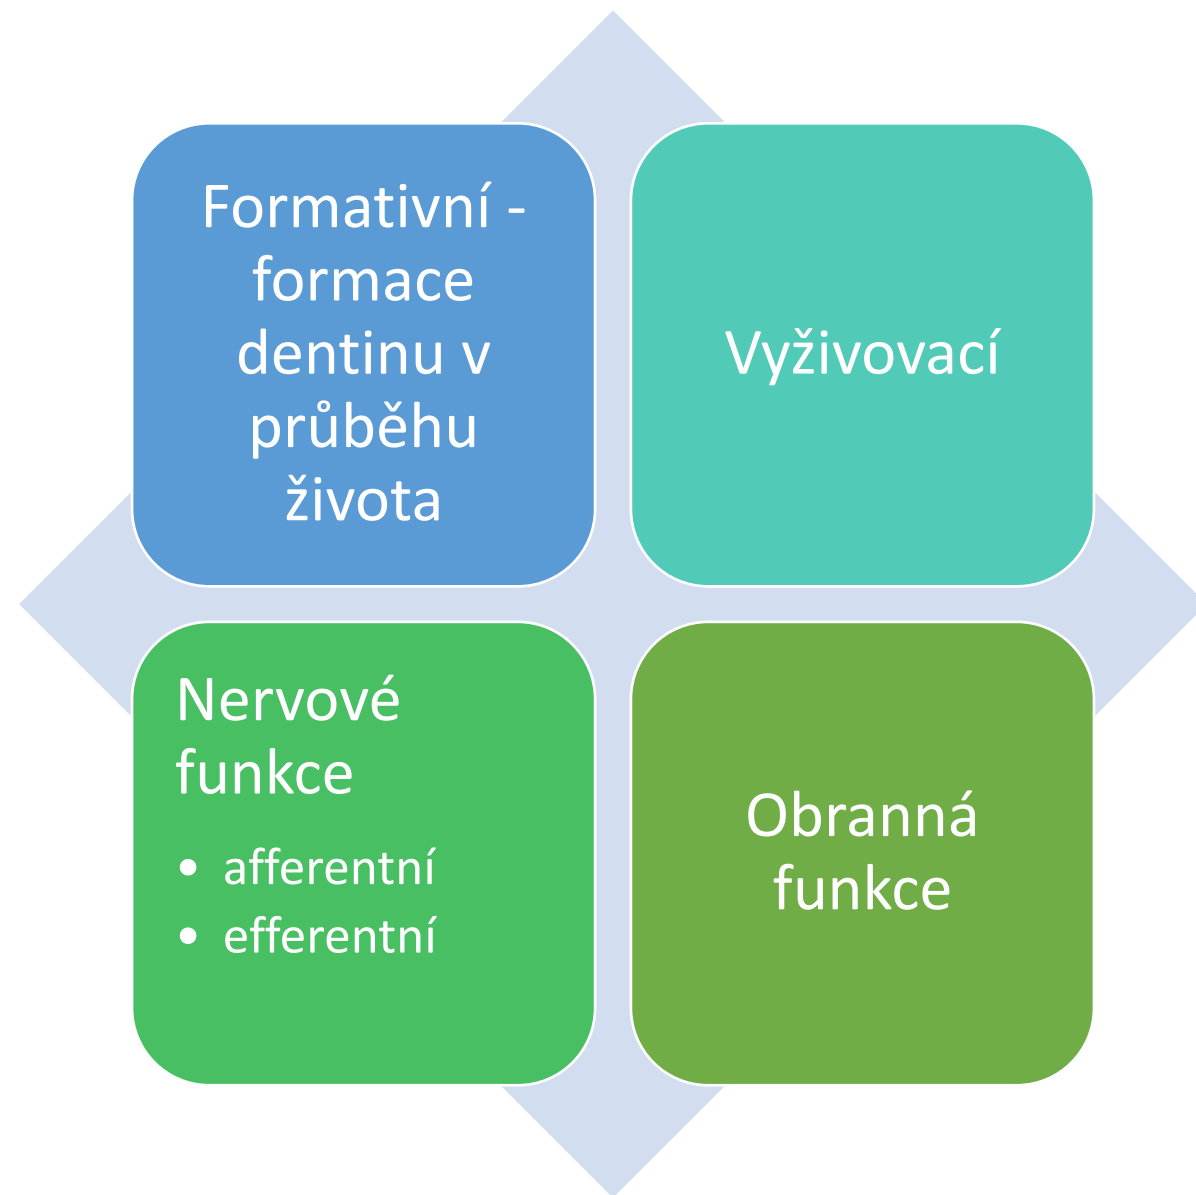 Formativní -
formace
dentinu v
průběhu
života
Vyživovací
Nervové
funkce
• afferentní
• efferentní
Obranná
funkce